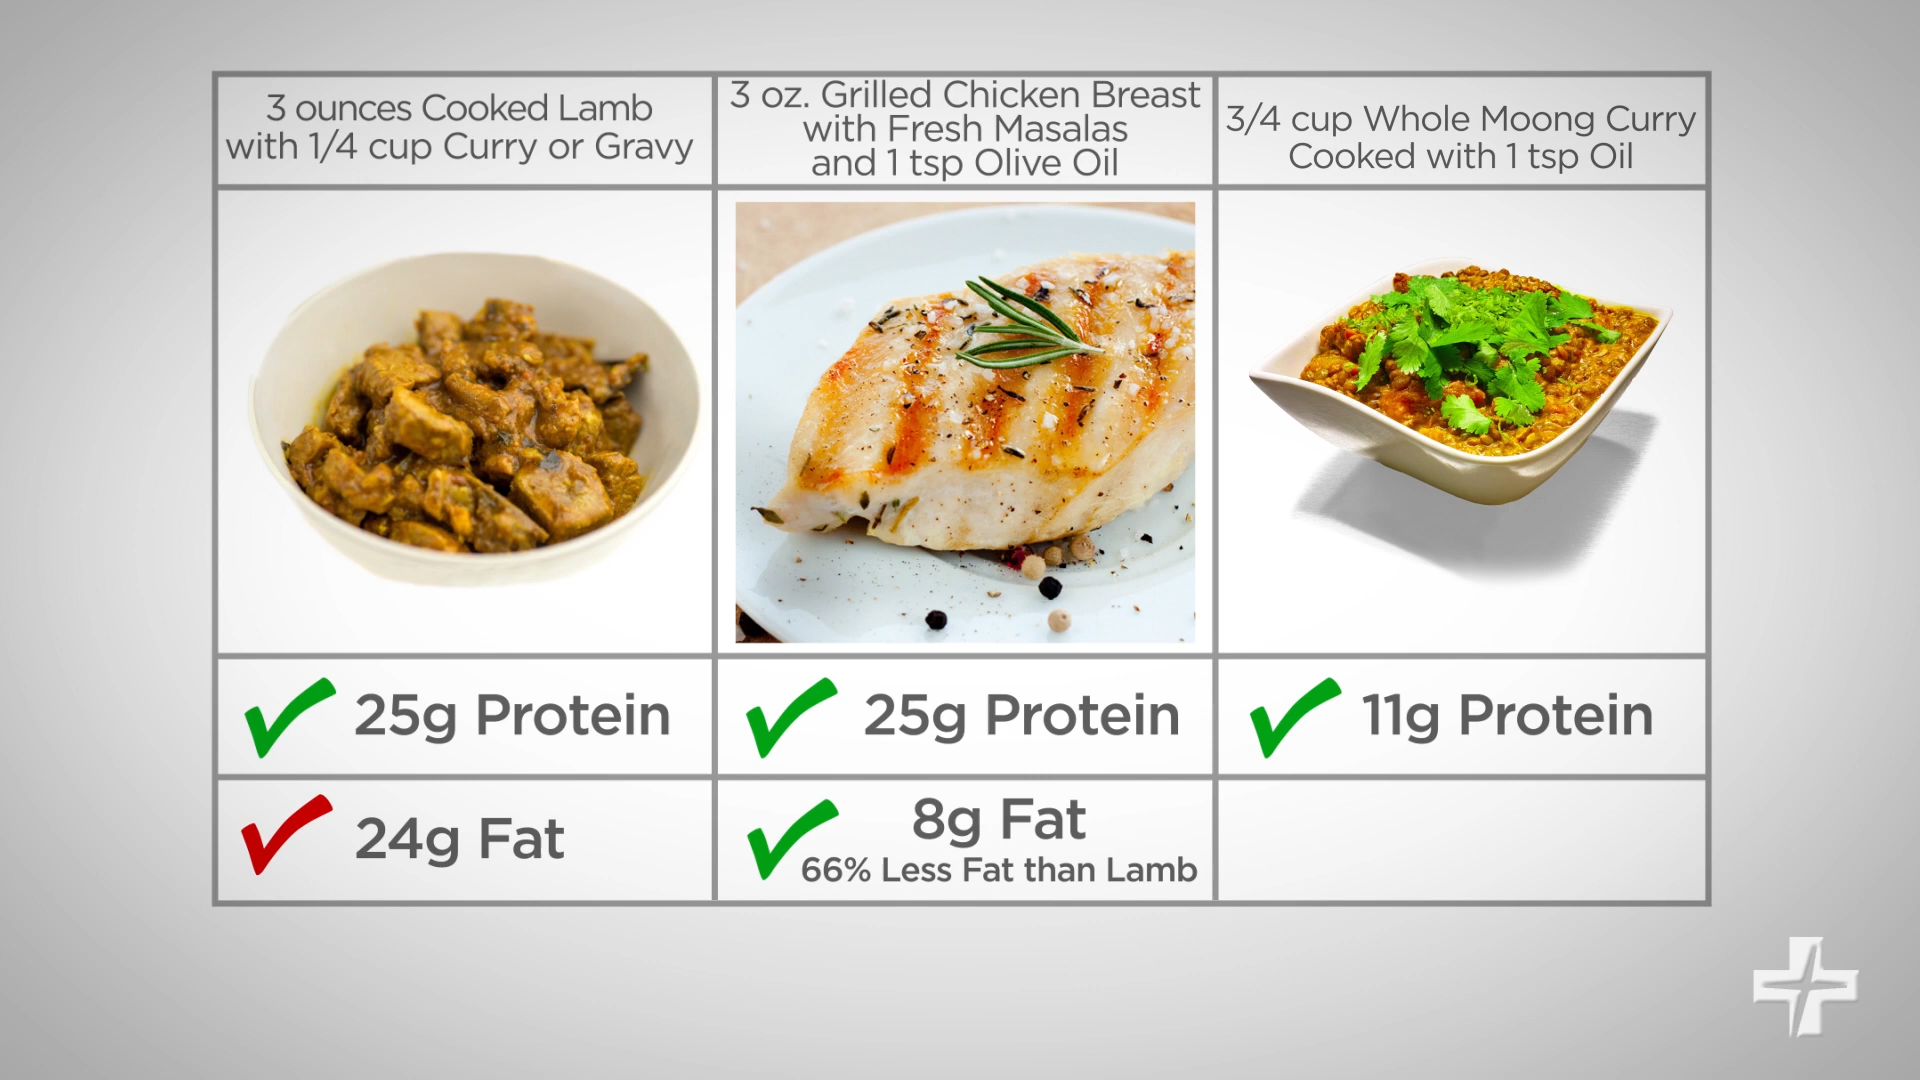 3 ounces Cooked Lamb
with 1/4 cup Curry or Gravy
3 oz. Grilled Chicken Breast
with Fresh Masalas
and 1 tsp Olive Oil
3/4 cup Whole Moong Curry
Cooked with 1 tsp Oil
25g Protein
25g Protein
11g Protein
24g Fat
8g Fat
66% Less Fat than Lamb